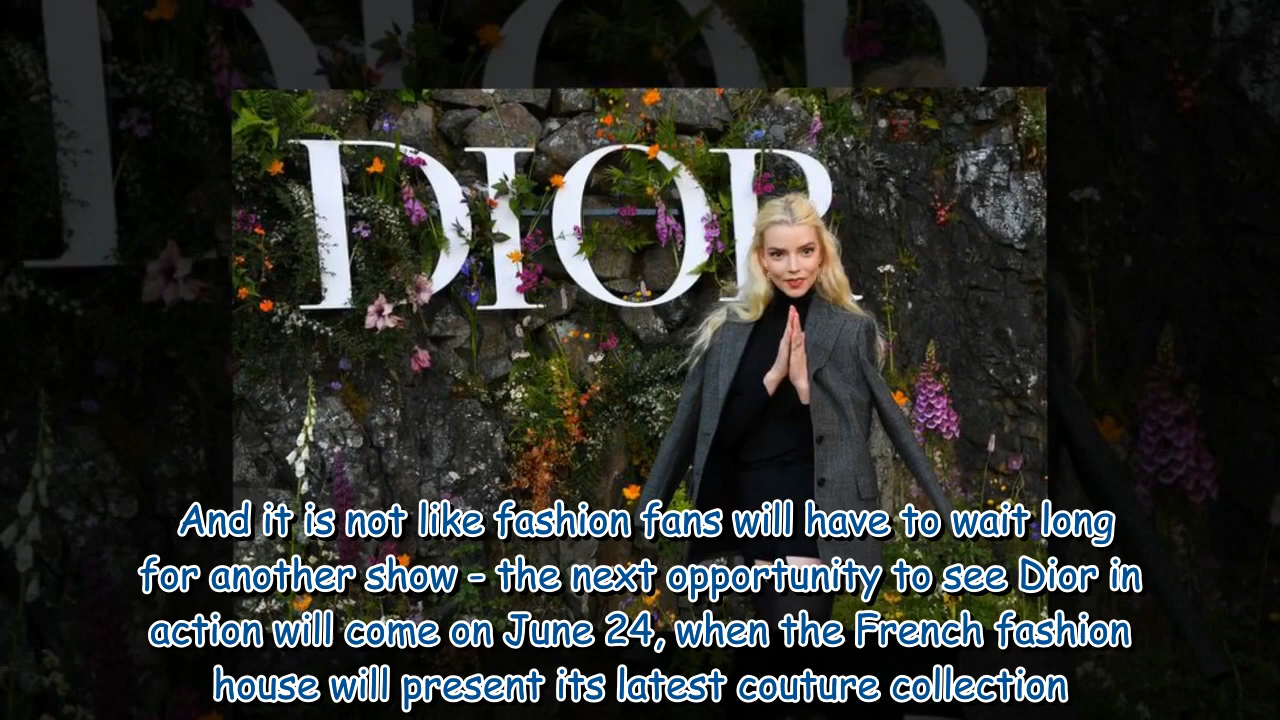 DIOR
And it is not like fashion fans will have to wait long
for another show – the next opportunity to see Dior in
action will come on June 24, when the French fashion
house will present its latest couture collection